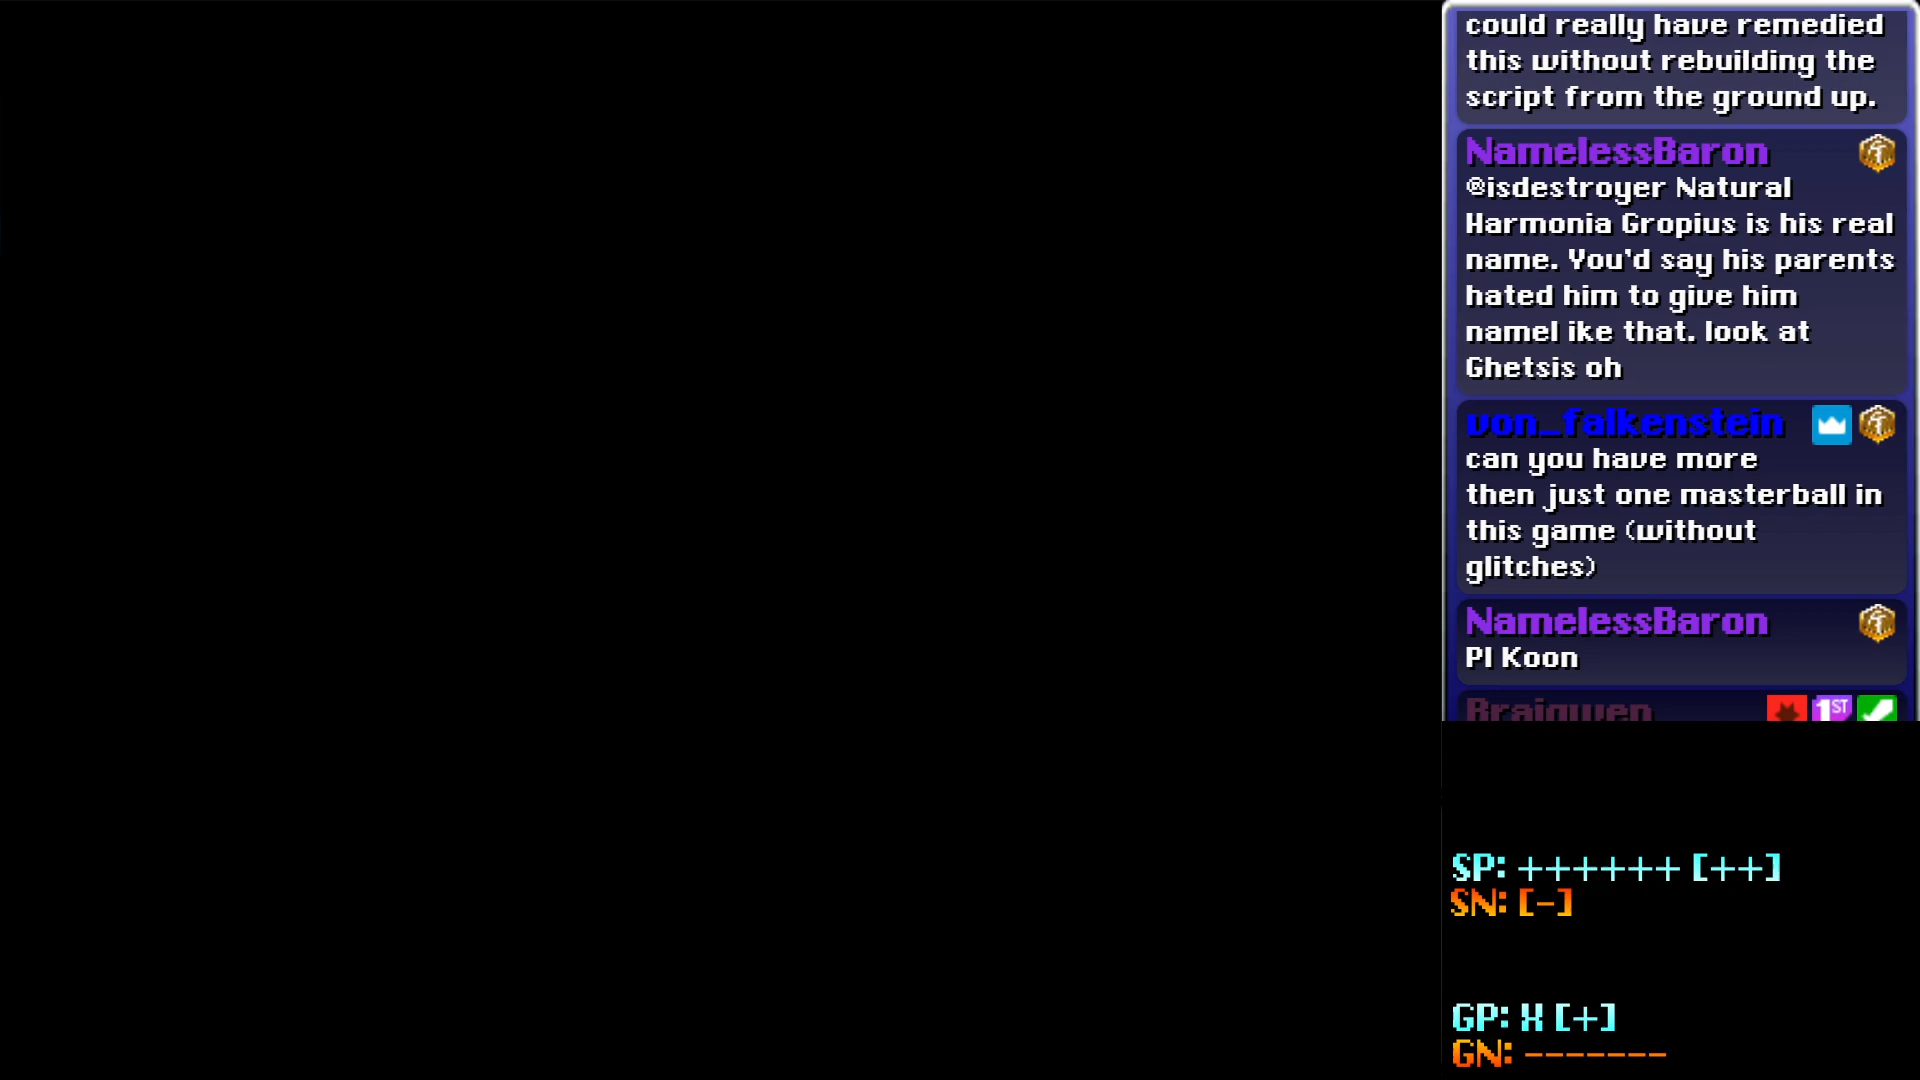 could really have remedied
this without rebuilding the
script from the ground up.
NamelessBaron
@isdestroyer Natural
Harmonia Gropius is his real
name. You'd say his parents
hated him to give him
namel ike that. look at
Ghetsis oh
von_falkenstein
can you have more
then just one masterball in
this game (without
glitches)
NamelessBaron
Pl Koon
Braigwen 1ST
SP: ++++++ [++]
SN: [-]
GP: X [+]
GN: -------